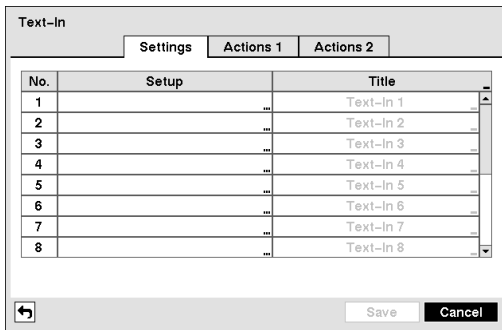 Text-In
Settings Actions 1 Actions 2
No. Setup Title
1 ... Text-In 1
2 ... Text-In 2
3 ... Text-In 3
4 ... Text-In 4
5 ... Text-In 5
6 ... Text-In 6
7 ... Text-In 7
8 ... Text-In 8
Save Cancel